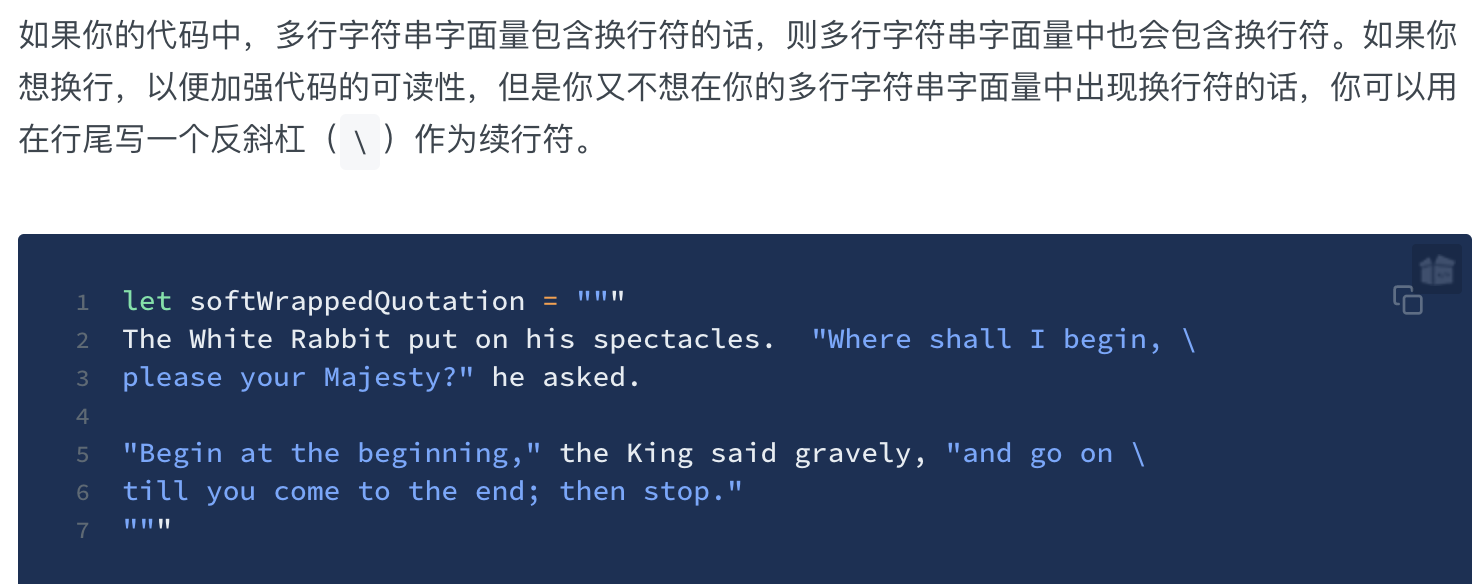 如果你的代码中，多行字符串字面量包含换行符的话，则多行字符串字面量中也会包含换行符。如果你
想换行，以便加强代码的可读性，但是你又不想在你的多行字符串字面量中出现换行符的话，你可以用
在行尾写一个反斜杠（\）作为续行符。
1 let softWrappedQuotation = """
2 The White Rabbit put on his spectacles.  "Where shall I begin, \
3 please your Majesty?" he asked.
4
5 "Begin at the beginning," the King said gravely, "and go on \
6 till you come to the end; then stop."
7 """